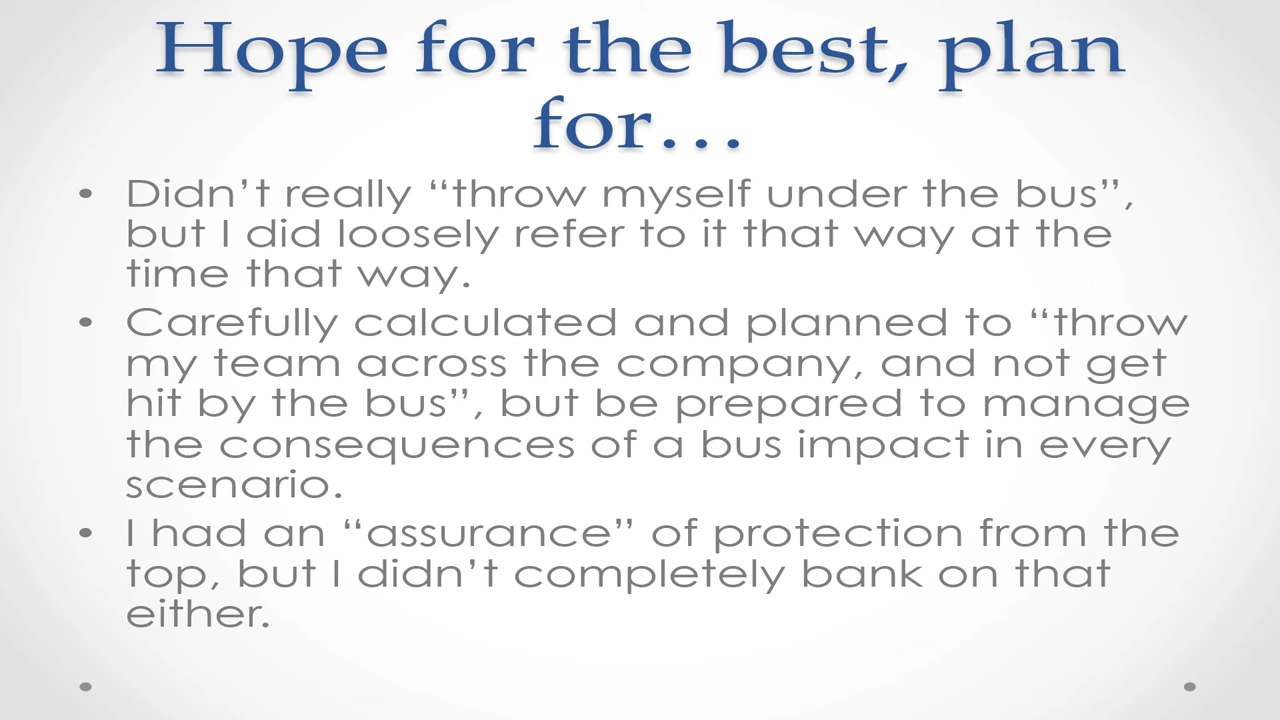 Hope for the best, plan
for…
• Didn’t really “throw myself under the bus”,
but I did loosely refer to it that way at the
time that way.
• Carefully calculated and planned to “throw
my team across the company, and not get
hit by the bus”, but be prepared to manage
the consequences of a bus impact in every
scenario.
• I had an “assurance” of protection from the
top, but I didn’t completely bank on that
either.